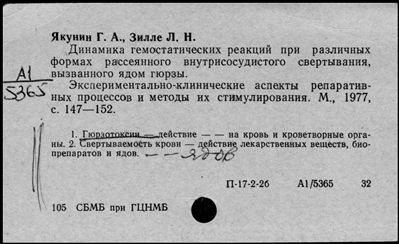 Якунин Г. А., Зилле Л. Н.
Динамика гемостатических реакций при различных
формах рассеянного внутрисосудистого свертывания,
вызванного ядом гюрзы.
А1
5365
Экспериментально-клинические аспекты репаратив-
ных процессов и методы их стимулирования. М., 1977,
с. 147—152.
1. Гюрзотоксин — действие — — на кровь и кроветворные орга-
ны. 2. Свертываемость крови — действие лекарственных веществ, био-
препаратов и ядов. — — ядов
П-17-2-26 А1/5365 32
105 СБМБ при ГЦНМБ